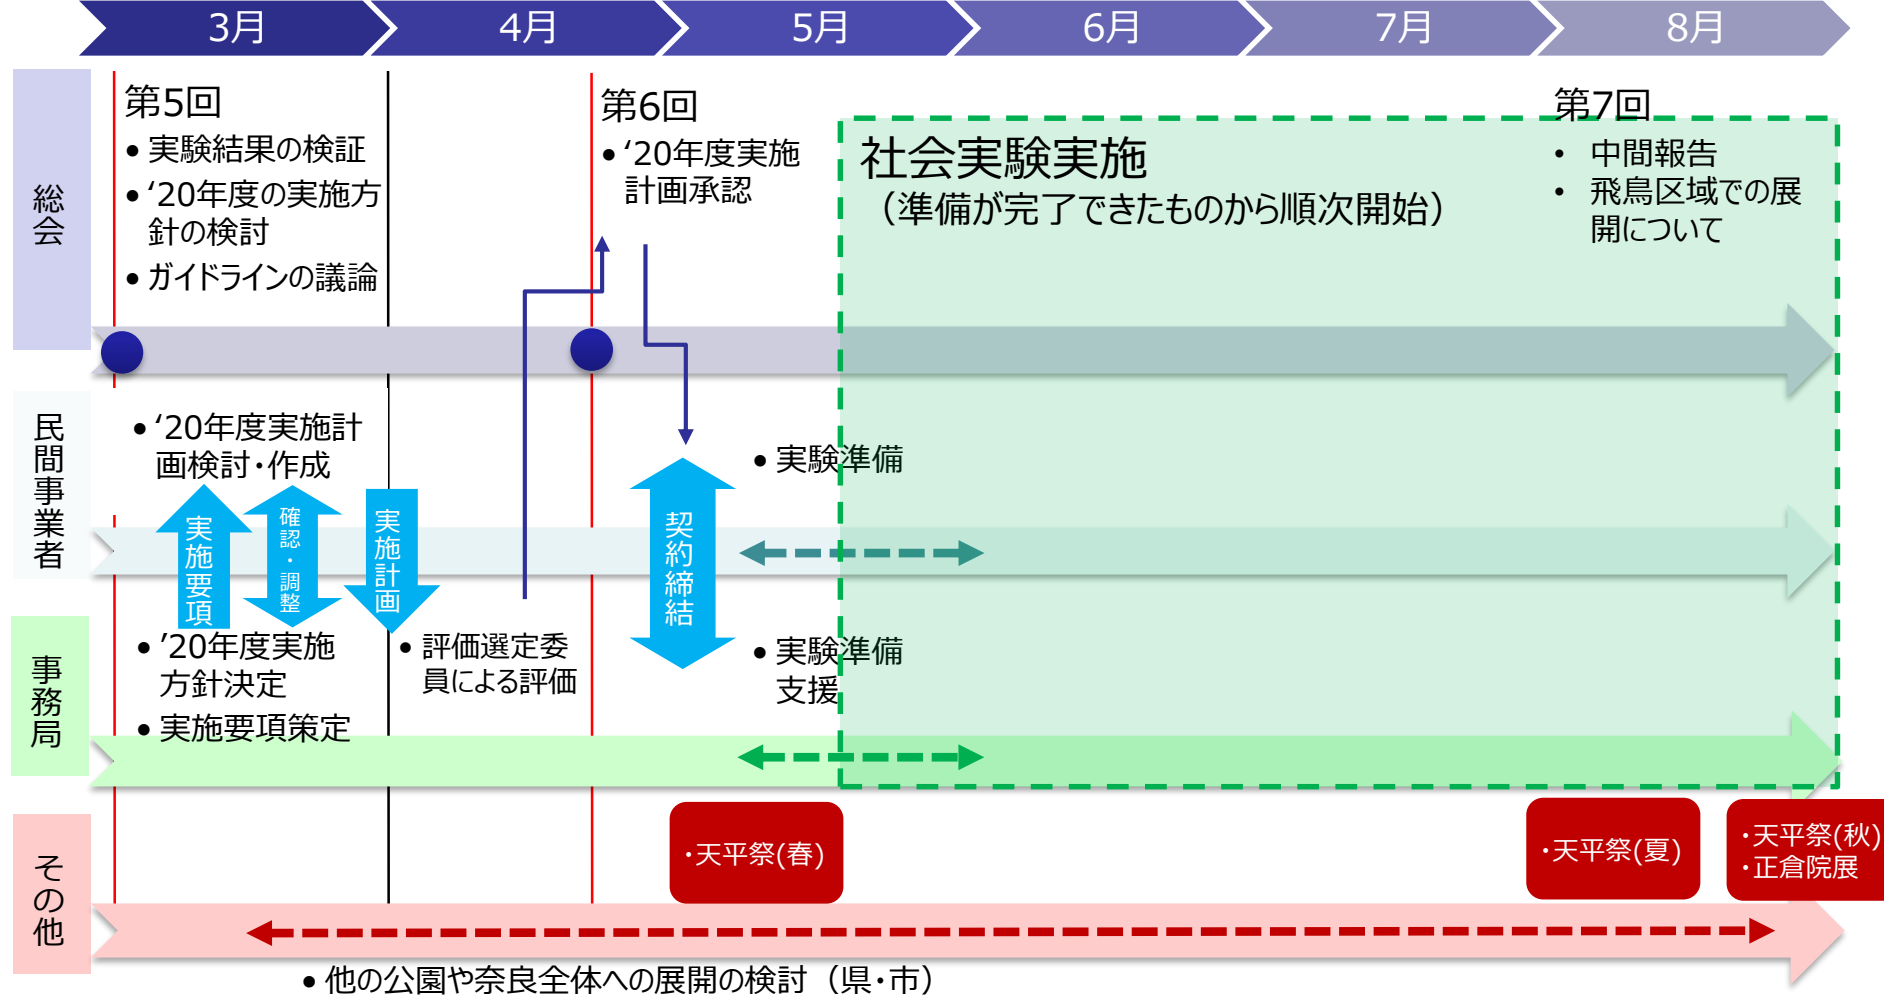 3月
4月
5月
6月
7月
8月
総会
第5回
• 実験結果の検証
• ‘20年度の実施方
針の検討
• ガイドラインの議論
第6回
• ‘20年度実施
計画承認
社会実験実施
（準備が完了できたものから順次開始）
第7回
• 中間報告
• 飛鳥区域での展
開について
民間事業者
• ‘20年度実施計
画検討・作成
実施要項
確認・調整
実施計画
契約締結
• 実験準備
事務局
• ’20年度実施
方針決定
• 実施要項策定
• 評価選定委
員による評価
• 実験準備
支援
その他
・天平祭(春)
・天平祭(夏)
・天平祭(秋)
・正倉院展
• 他の公園や奈良全体への展開の検討（県・市）